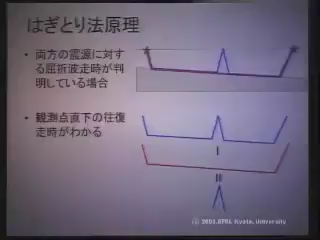 はぎとり法原理
• 両方の震源に対す
る屈折波走時が判
明している場合
• 観測点直下の往復
走時がわかる